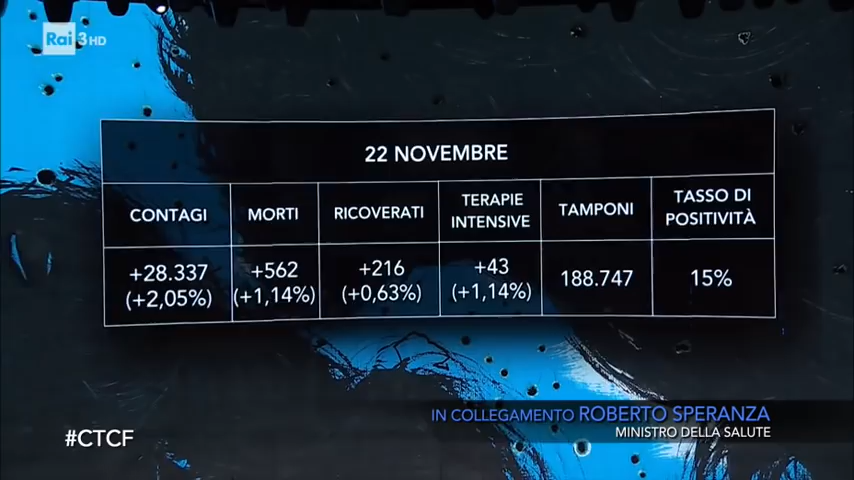 Rai 3 HD
22 NOVEMBRE
CONTAGI
MORTI
RICOVERATI
TERAPIE
INTENSIVE
TAMPONI
TASSO DI
POSITIVITÀ
+28.337
(+2,05%)
+562
(+1,14%)
+216
(+0,63%)
+43
(+1,14%)
188.747
15%
IN COLLEGAMENTO ROBERTO SPERANZA
MINISTRO DELLA SALUTE
#CTCF